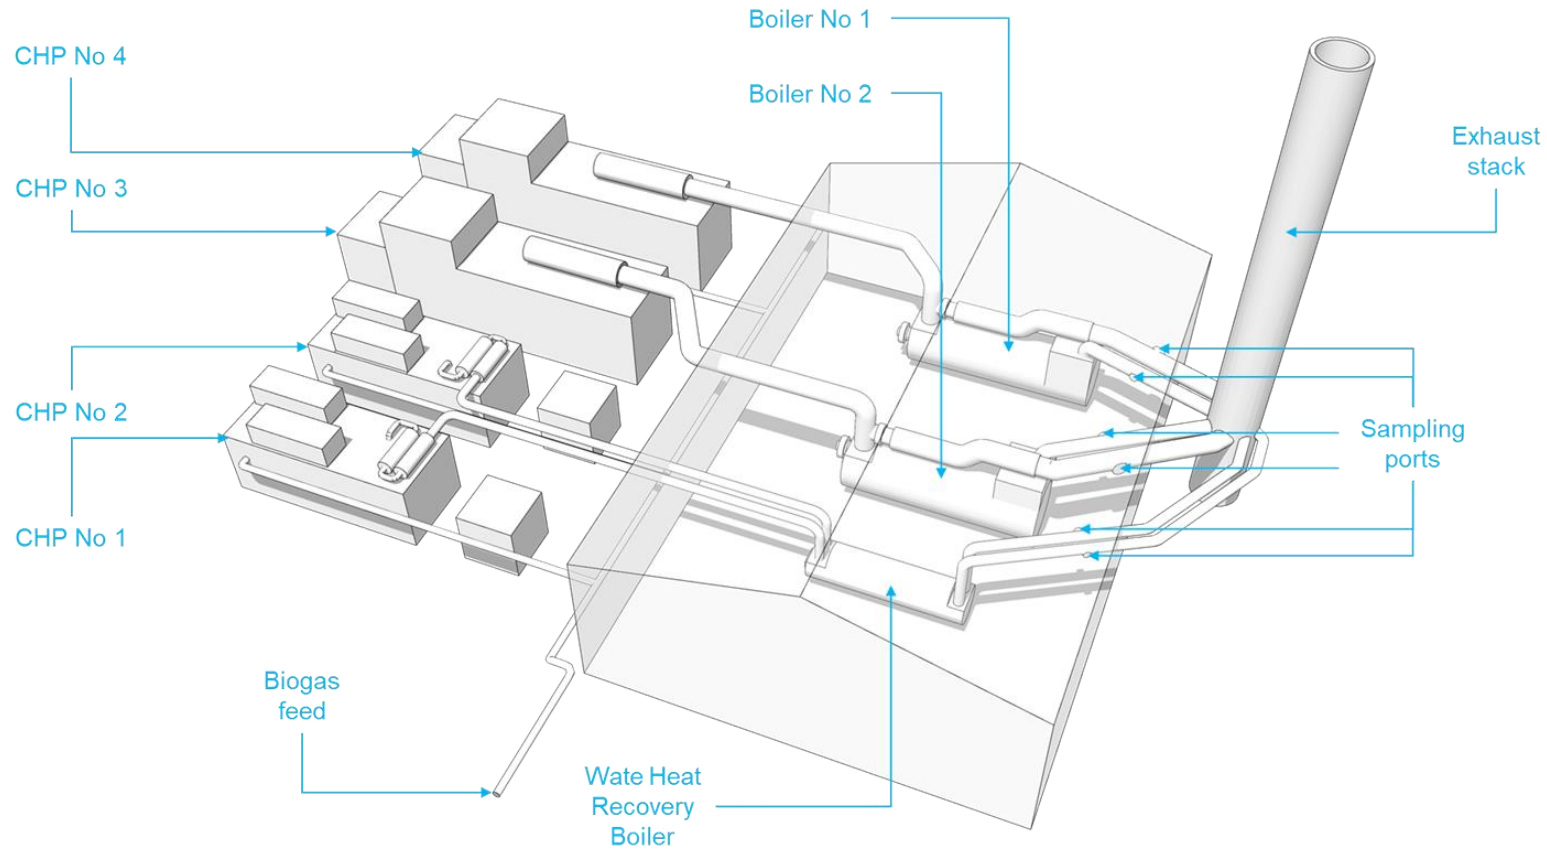 Boiler No 1
CHP No 4
Boiler No 2
Exhaust
stack
CHP No 3
CHP No 2
Sampling
ports
CHP No 1
Biogas
feed
Wate Heat
Recovery
Boiler